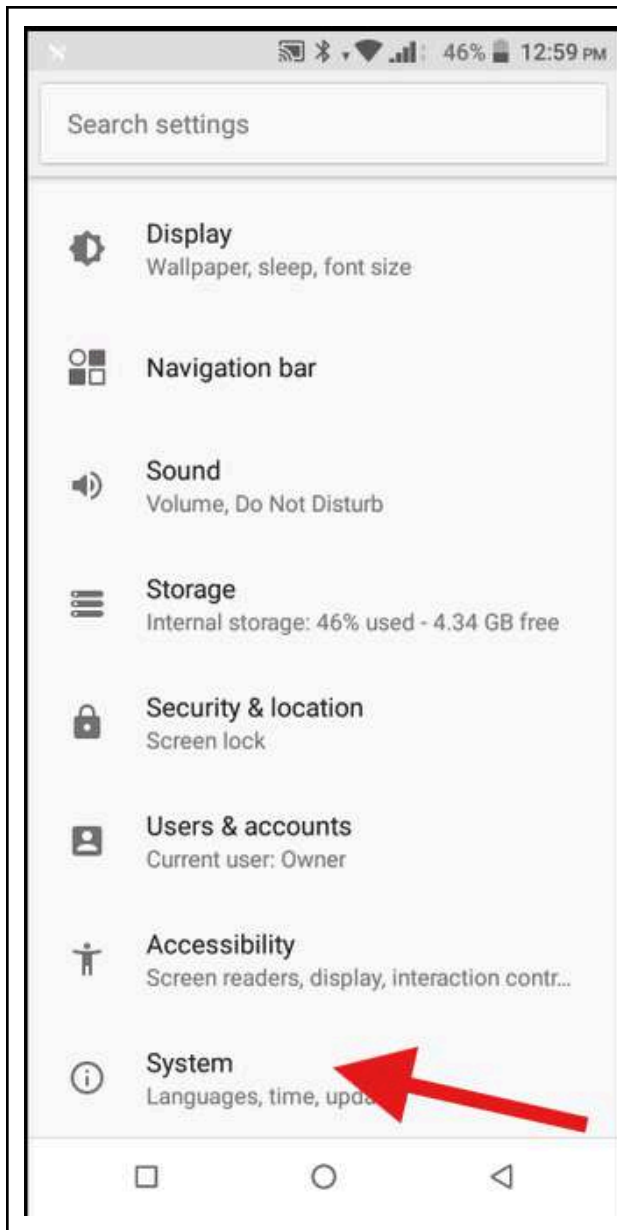 46% 12:59 PM
Search settings
Display
Wallpaper, sleep, font size
Navigation bar
Sound
Volume, Do Not Disturb
Storage
Internal storage: 46% used - 4.34 GB free
Security & location
Screen lock
Users & accounts
Current user: Owner
Accessibility
Screen readers, display, interaction contr...
System
Languages, time,